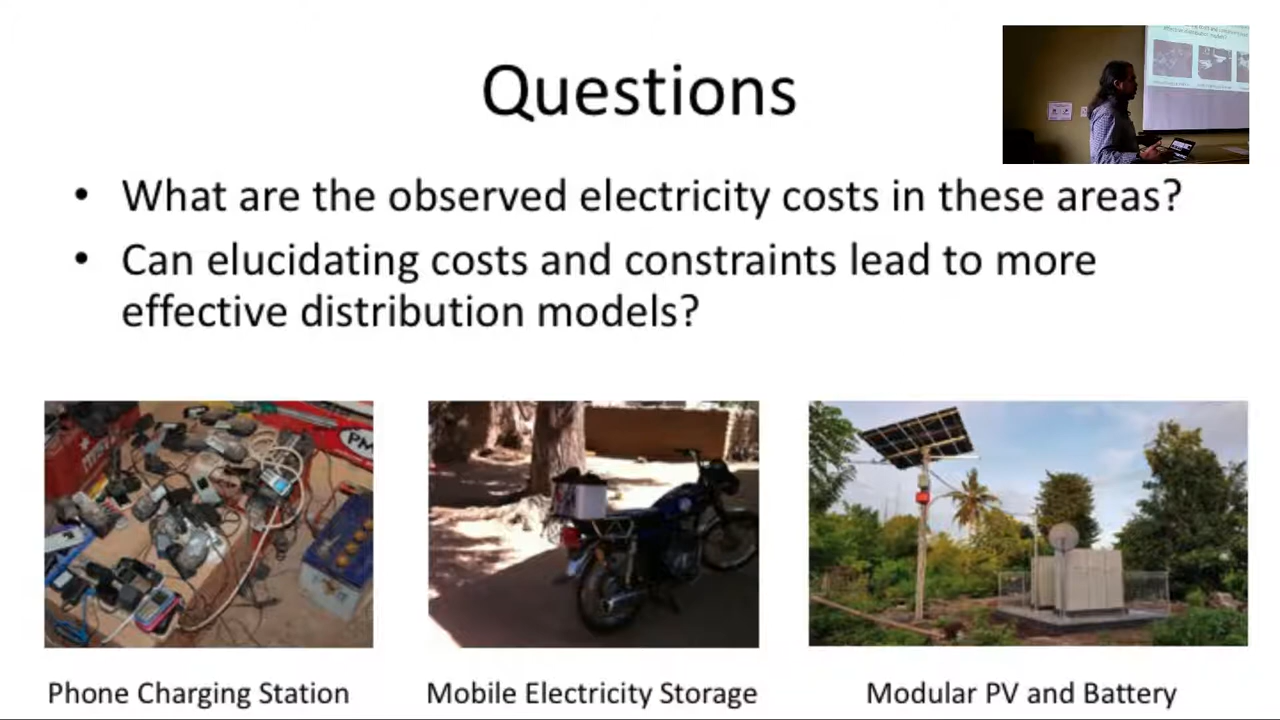 Questions
• What are the observed electricity costs in these areas?
• Can elucidating costs and constraints lead to more
effective distribution models?
PM
Phone Charging Station
Mobile Electricity Storage
Modular PV and Battery